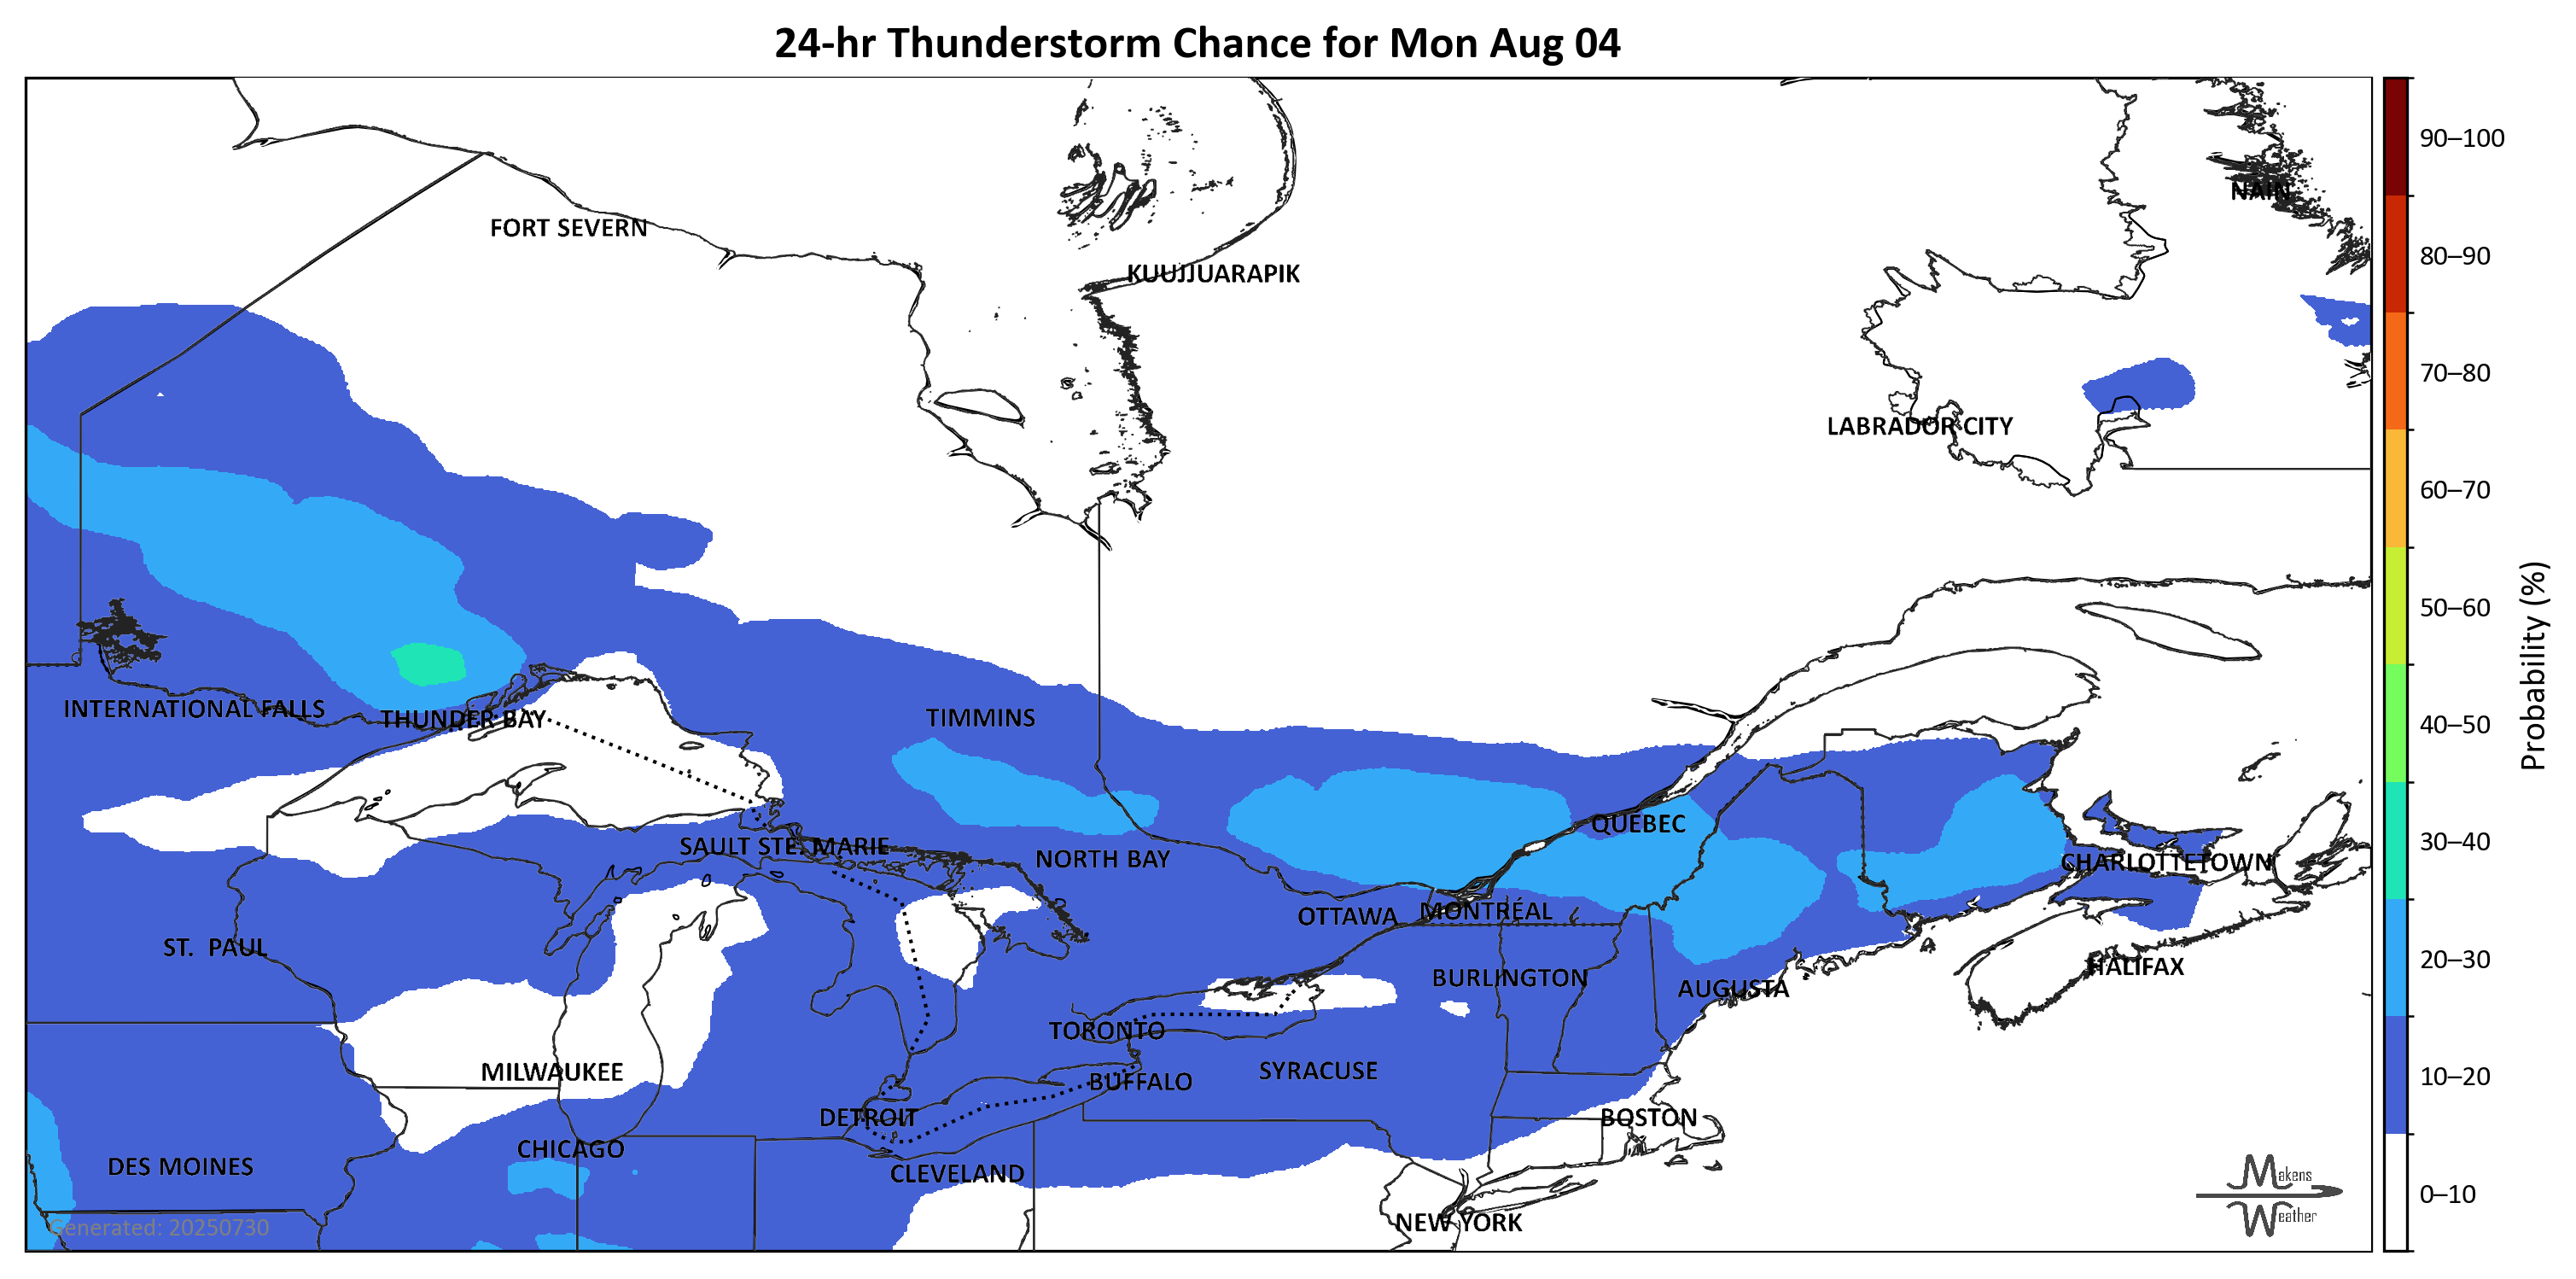 24-hr Thunderstorm Chance for Mon Aug 04
90–100
NAIN
FORT SEVERN
80–90
KUUJJUARAPIK
70–80
LABRADOR CITY
60–70
50–60
Probability (%)
INTERNATIONAL FALLS
THUNDER BAY
TIMMINS
40–50
QUÉBEC
30–40
SAULT STE. MARIE
NORTH BAY
CHARLOTTETOWN
OTTAWA
MONTRÉAL
ST. PAUL
20–30
HALIFAX
BURLINGTON
AUGUSTA
TORONTO
SYRACUSE
MILWAUKEE
BUFFALO
10–20
DETROIT
BOSTON
CHICAGO
DES MOINES
CLEVELAND
Makens
Weather
0–10
NEW YORK
Generated: 20250730